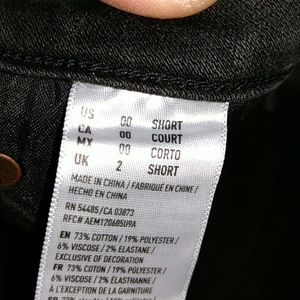 US 00 SHORT
CA 00 COURT
MX 00 CORTO
UK 2 SHORT
MADE IN CHINA / FABRIQUÉ EN CHINE /
HECHO EN CHINA
RN 54485/CA 03873
RFC# AEM120605U9A
EN 73% COTTON / 19% POLYESTER /
6% VISCOSE / 2% ELASTANE /
EXCLUSIVE OF DECORATION
FR 73% COTON / 19% POLYESTER /
6% VISCOSE / 2% ELASTHANNE /
À L'EXCEPTION DE LA GARNITURE